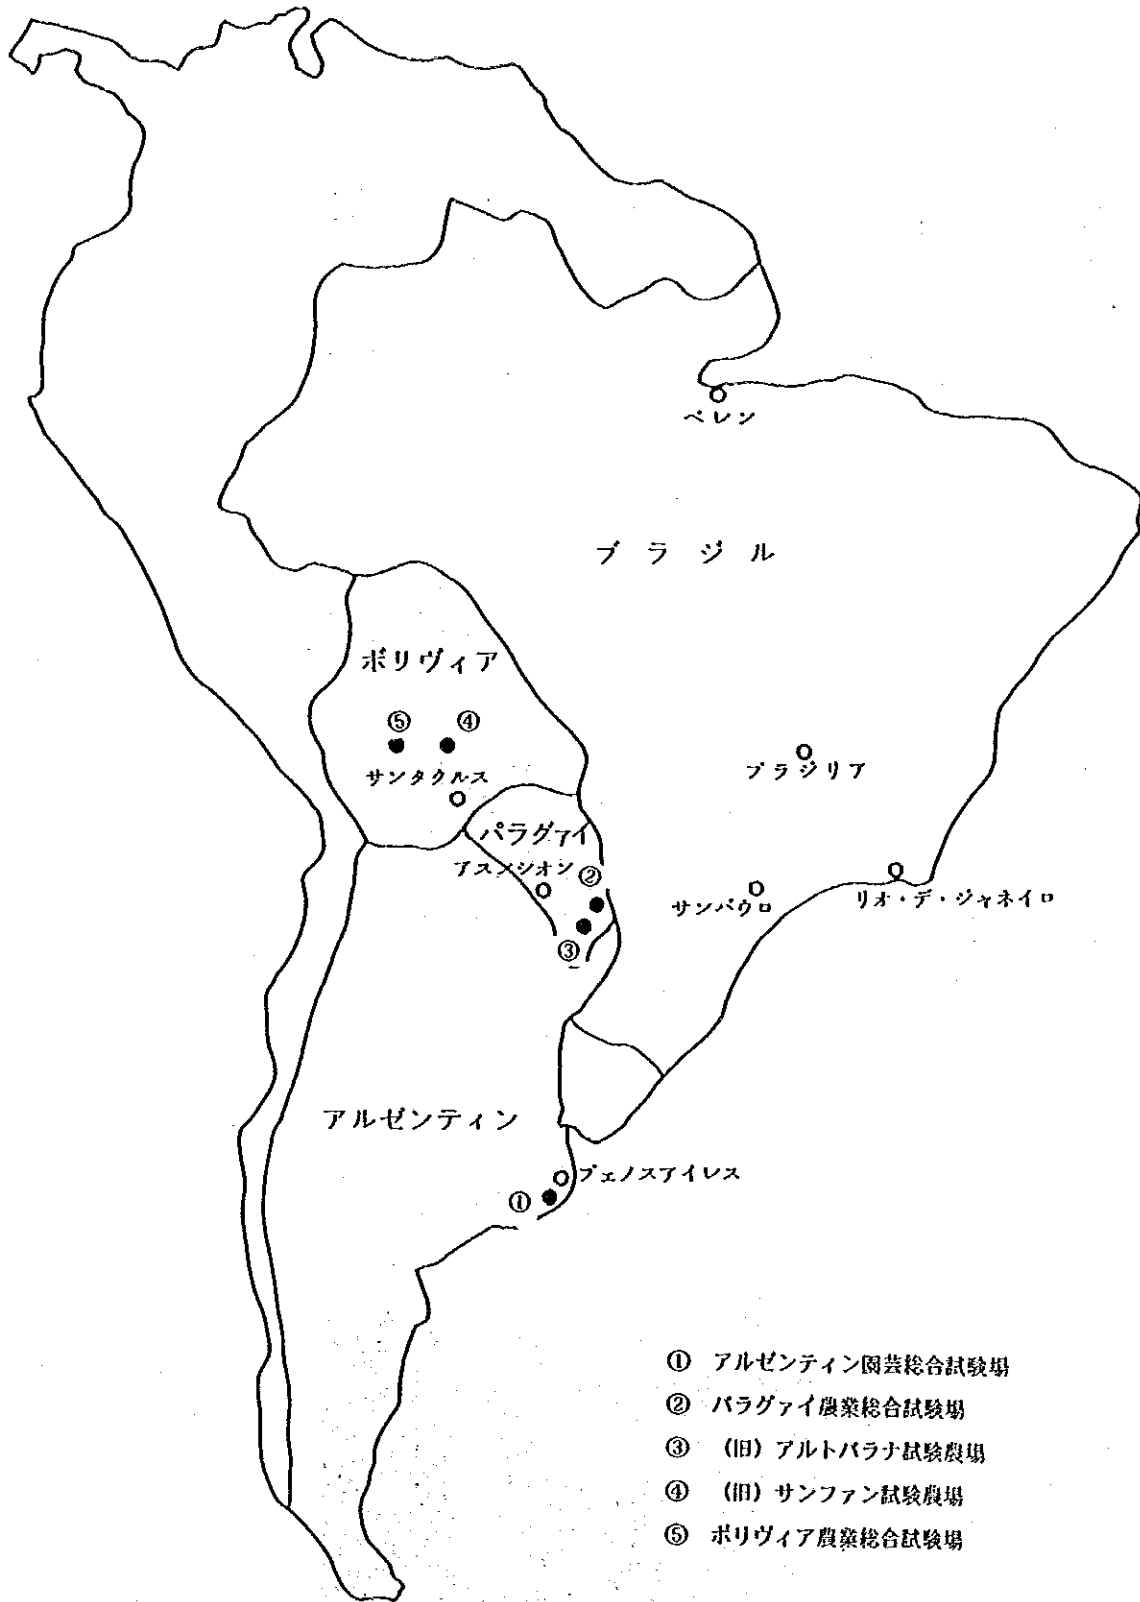 ベレン
ブラジル
ボリヴィア
⑤ ④
サンタクルス
ブラジリア
パラグァイ
アスンシオン
②
サンパウロ
リオ・デ・ジャネイロ
③
アルゼンティン
ブェノスアイレス
①
① アルゼンティン園芸総合試験場
② パラグァイ農業総合試験場
③ (旧) アルトパラナ試験農場
④ (旧) サンファン試験農場
⑤ ボリヴィア農業総合試験場